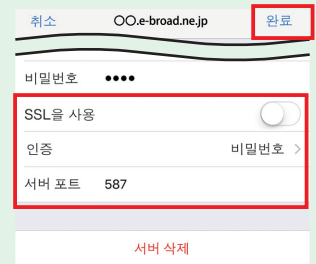 취소 〇〇.e-broad.ne.jp 완료
비밀번호 ●●●●
SSL을 사용
인증 비밀번호 >
서버 포트 587
서버 삭제